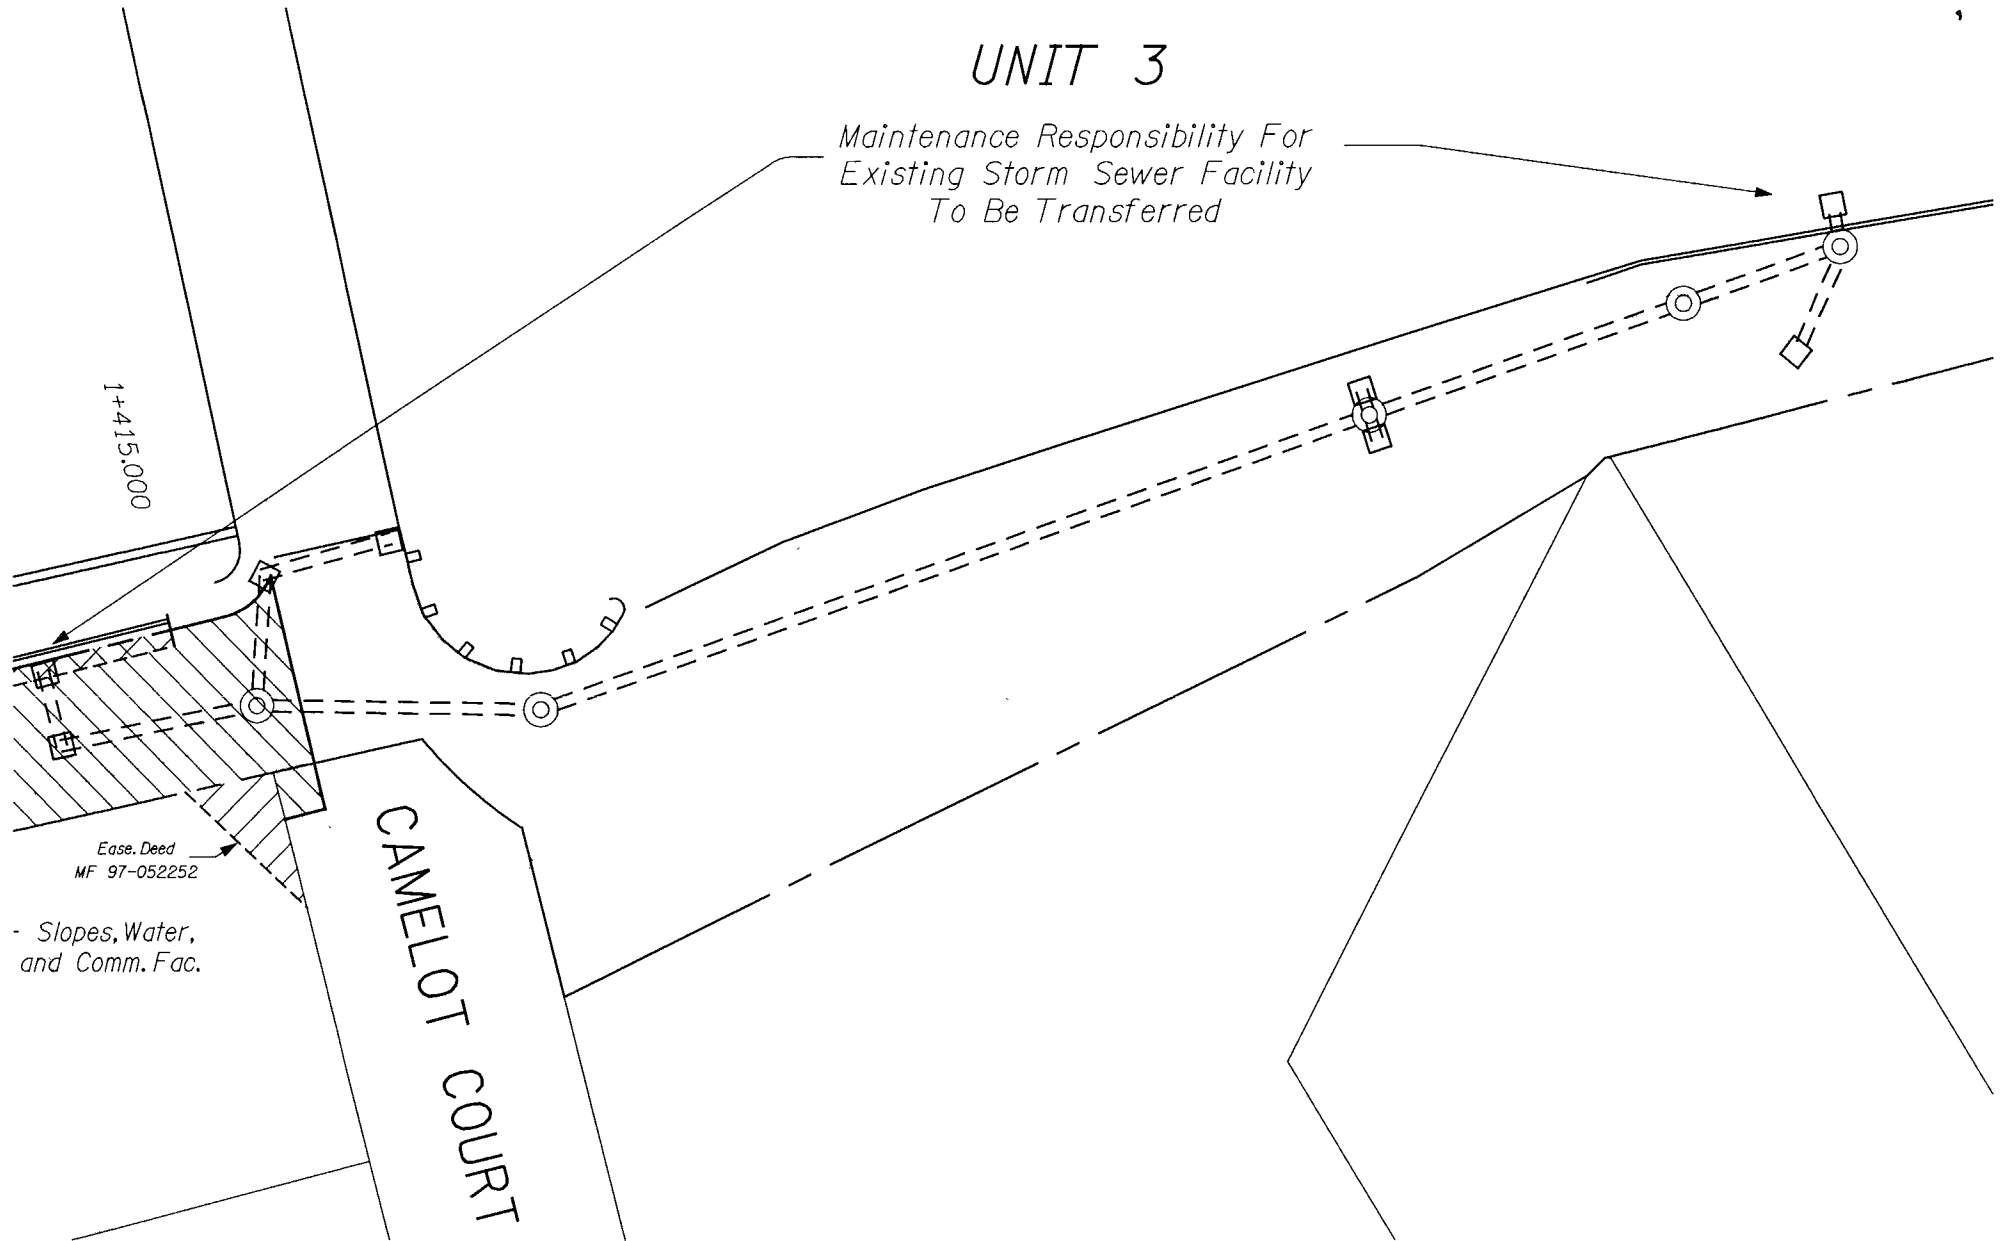 UNIT 3
Maintenance Responsibility For
Existing Storm Sewer Facility
To Be Transferred
1+415.000
Ease. Deed
MF 97-052252
- Slopes, Water,
and Comm. Fac.
CAMELOT COURT